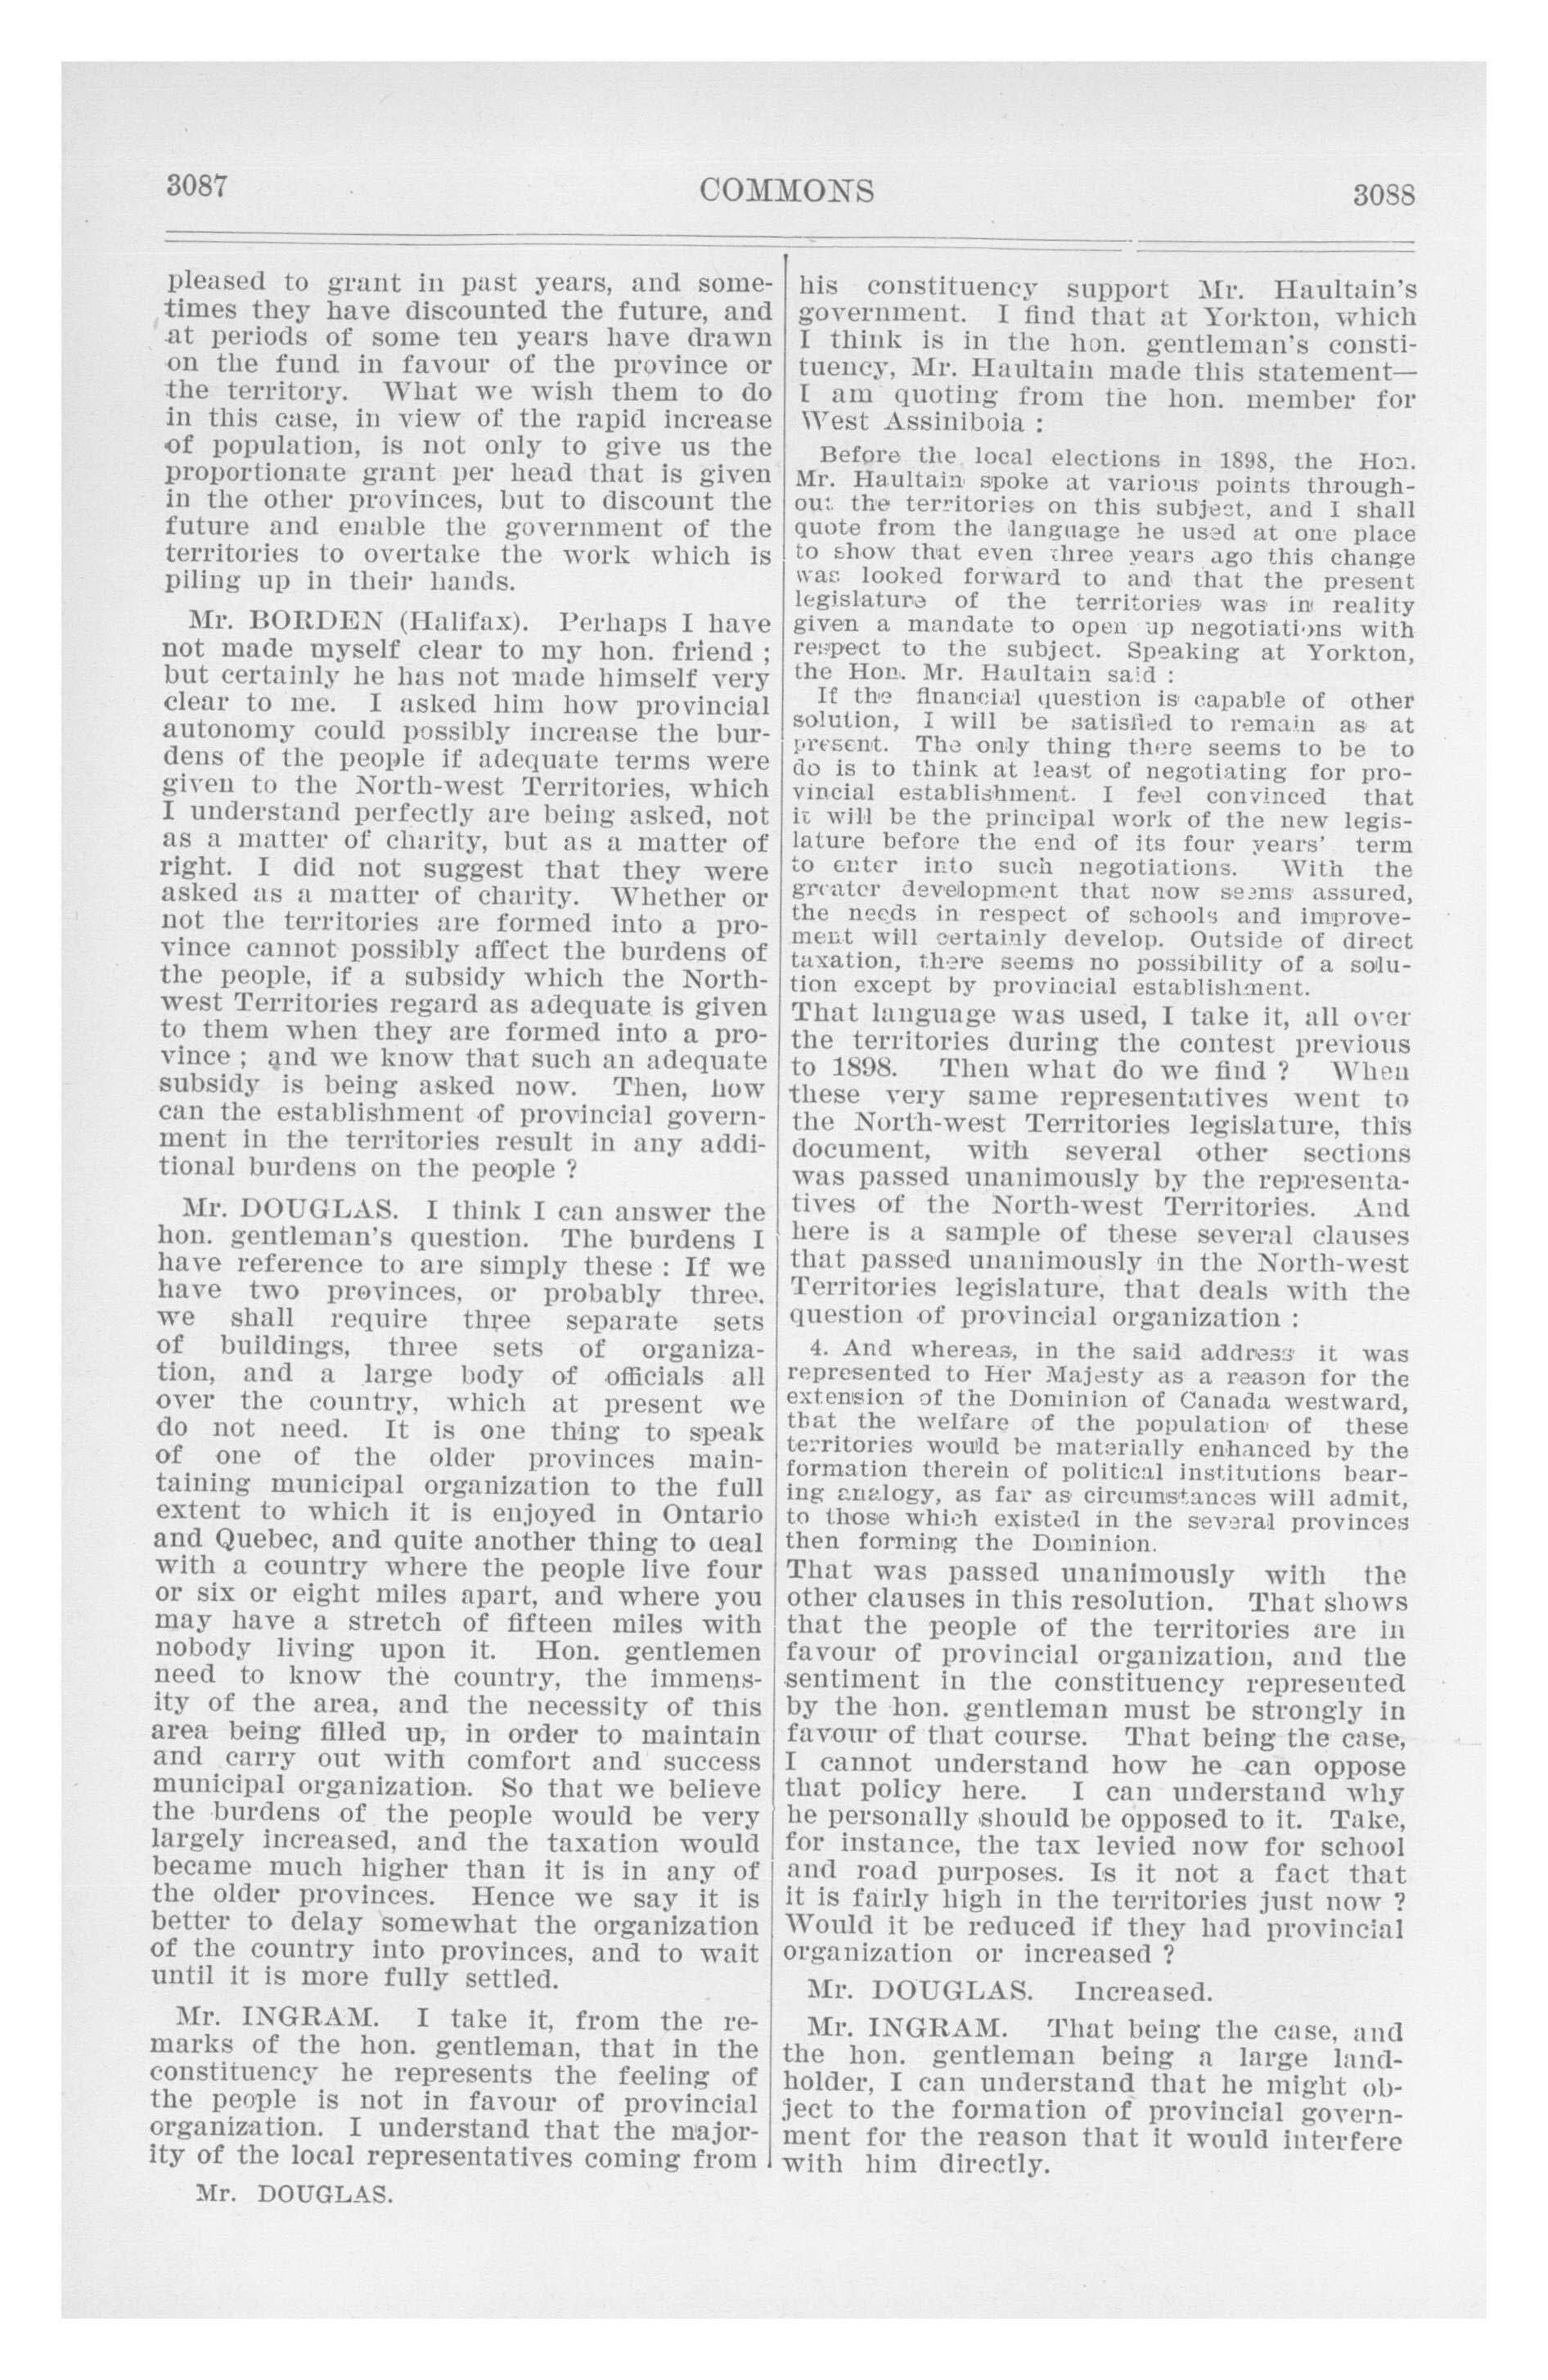 3087
COMMONS
3088
pleased to grant in past years, and some-
times they have discounted the future, and
at periods of some ten years have drawn
on the fund in favour of the province or
the territory. What we wish them to do
in this case, in view of the rapid increase
of population, is not only to give us the
proportionate grant per head that is given
in the other provinces, but to discount the
future and enable the government of the
territories to overtake the work which is
piling up in their hands.
Mr. BORDEN (Halifax). Perhaps I have
not made myself clear to my hon. friend ;
but certainly he has not made himself very
clear to me. I asked him how provincial
autonomy could possibly increase the bur-
dens of the people if adequate terms were
given to the North-west Territories, which
I understand perfectly are being asked, not
as a matter of charity, but as a matter of
right. I did not suggest that they were
asked as a matter of charity. Whether or
not the territories are formed into a pro-
vince cannot possibly affect the burdens of
the people, if a subsidy which the North-
west Territories regard as adequate is given
to them when they are formed into a pro-
vince ; and we know that such an adequate
subsidy is being asked now. Then, how
can the establishment of provincial govern-
ment in the territories result in any addi-
tional burdens on the people ?
Mr. DOUGLAS. I think I can answer the
hon. gentleman's question. The burdens I
have reference to are simply these : If we
have two provinces, or probably three.
we shall require three separate sets
of buildings, three sets of organiza-
tion, and a large body of officials all
over the country, which at present we
do not need. It is one thing to speak
of one of the older provinces main-
taining municipal organization to the full
extent to which it is enjoyed in Ontario
and Quebec, and quite another thing to deal
with a country where the people live four
or six or eight miles apart, and where you
may have a stretch of fifteen miles with
nobody living upon it. Hon. gentlemen
need to know the country, the immens-
ity of the area, and the necessity of this
area being filled up, in order to maintain
and carry out with comfort and success
municipal organization. So that we believe
the burdens of the people would be very
largely increased, and the taxation would
became much higher than it is in any of
the older provinces. Hence we say it is
better to delay somewhat the organization
of the country into provinces, and to wait
until it is more fully settled.
Mr. INGRAM. I take it, from the re-
marks of the hon. gentleman, that in the
constituency he represents the feeling of
the people is not in favour of provincial
organization. I understand that the major-
ity of the local representatives coming from
Mr. DOUGLAS.
his constituency support Mr. Haultain's
government. I find that at Yorkton, which
I think is in the hon. gentleman's consti-
tuency, Mr. Haultain made this statement—
I am quoting from the hon. member for
West Assiniboia :
Before the local elections in 1898, the Hon.
Mr. Haultain spoke at various points through-
out the territories on this subject, and I shall
quote from the language he used at one place
to show that even three years ago this change
was looked forward to and that the present
legislature of the territories was in reality
given a mandate to open up negotiations with
respect to the subject. Speaking at Yorkton,
the Hon. Mr. Haultain said :
If the financial question is capable of other
solution, I will be satisfied to remain as at
present. The only thing there seems to be to
do is to think at least of negotiating for pro-
vincial establishment. I feel convinced that
it will be the principal work of the new legis-
lature before the end of its four years' term
to enter into such negotiations. With the
greater development that now seems assured,
the needs in respect of schools and improve-
ment will certainly develop. Outside of direct
taxation, there seems no possibility of a solu-
tion except by provincial establishment.
That language was used, I take it, all over
the territories during the contest previous
to 1898. Then what do we find ? When
these very same representatives went to
the North-west Territories legislature, this
document, with several other sections
was passed unanimously by the representa-
tives of the North-west Territories. And
here is a sample of these several clauses
that passed unanimously in the North-west
Territories legislature, that deals with the
question of provincial organization :
4. And whereas, in the said address it was
represented to Her Majesty as a reason for the
extension of the Dominion of Canada westward,
that the welfare of the population of these
territories would be materially enhanced by the
formation therein of political institutions bear-
ing analogy, as far as circumstances will admit,
to those which existed in the several provinces
then forming the Dominion.
That was passed unanimously with the
other clauses in this resolution. That shows
that the people of the territories are in
favour of provincial organization, and the
sentiment in the constituency represented
by the hon. gentleman must be strongly in
favour of that course. That being the case,
I cannot understand how he can oppose
that policy here. I can understand why
he personally should be opposed to it. Take,
for instance, the tax levied now for school
and road purposes. Is it not a fact that
it is fairly high in the territories just now ?
Would it be reduced if they had provincial
organization or increased ?
Mr. DOUGLAS. Increased.
Mr. INGRAM. That being the case, and
the hon. gentleman being a large land-
holder, I can understand that he might ob-
ject to the formation of provincial govern-
ment for the reason that it would interfere
with him directly.